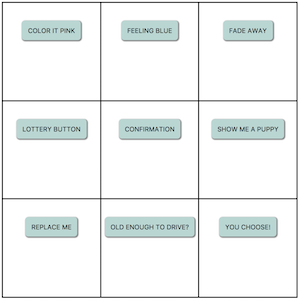 COLOR IT PINK
FEELING BLUE
FADE AWAY
LOTTERY BUTTON
CONFIRMATION
SHOW ME A PUPPY
REPLACE ME
OLD ENOUGH TO DRIVE?
YOU CHOOSE!